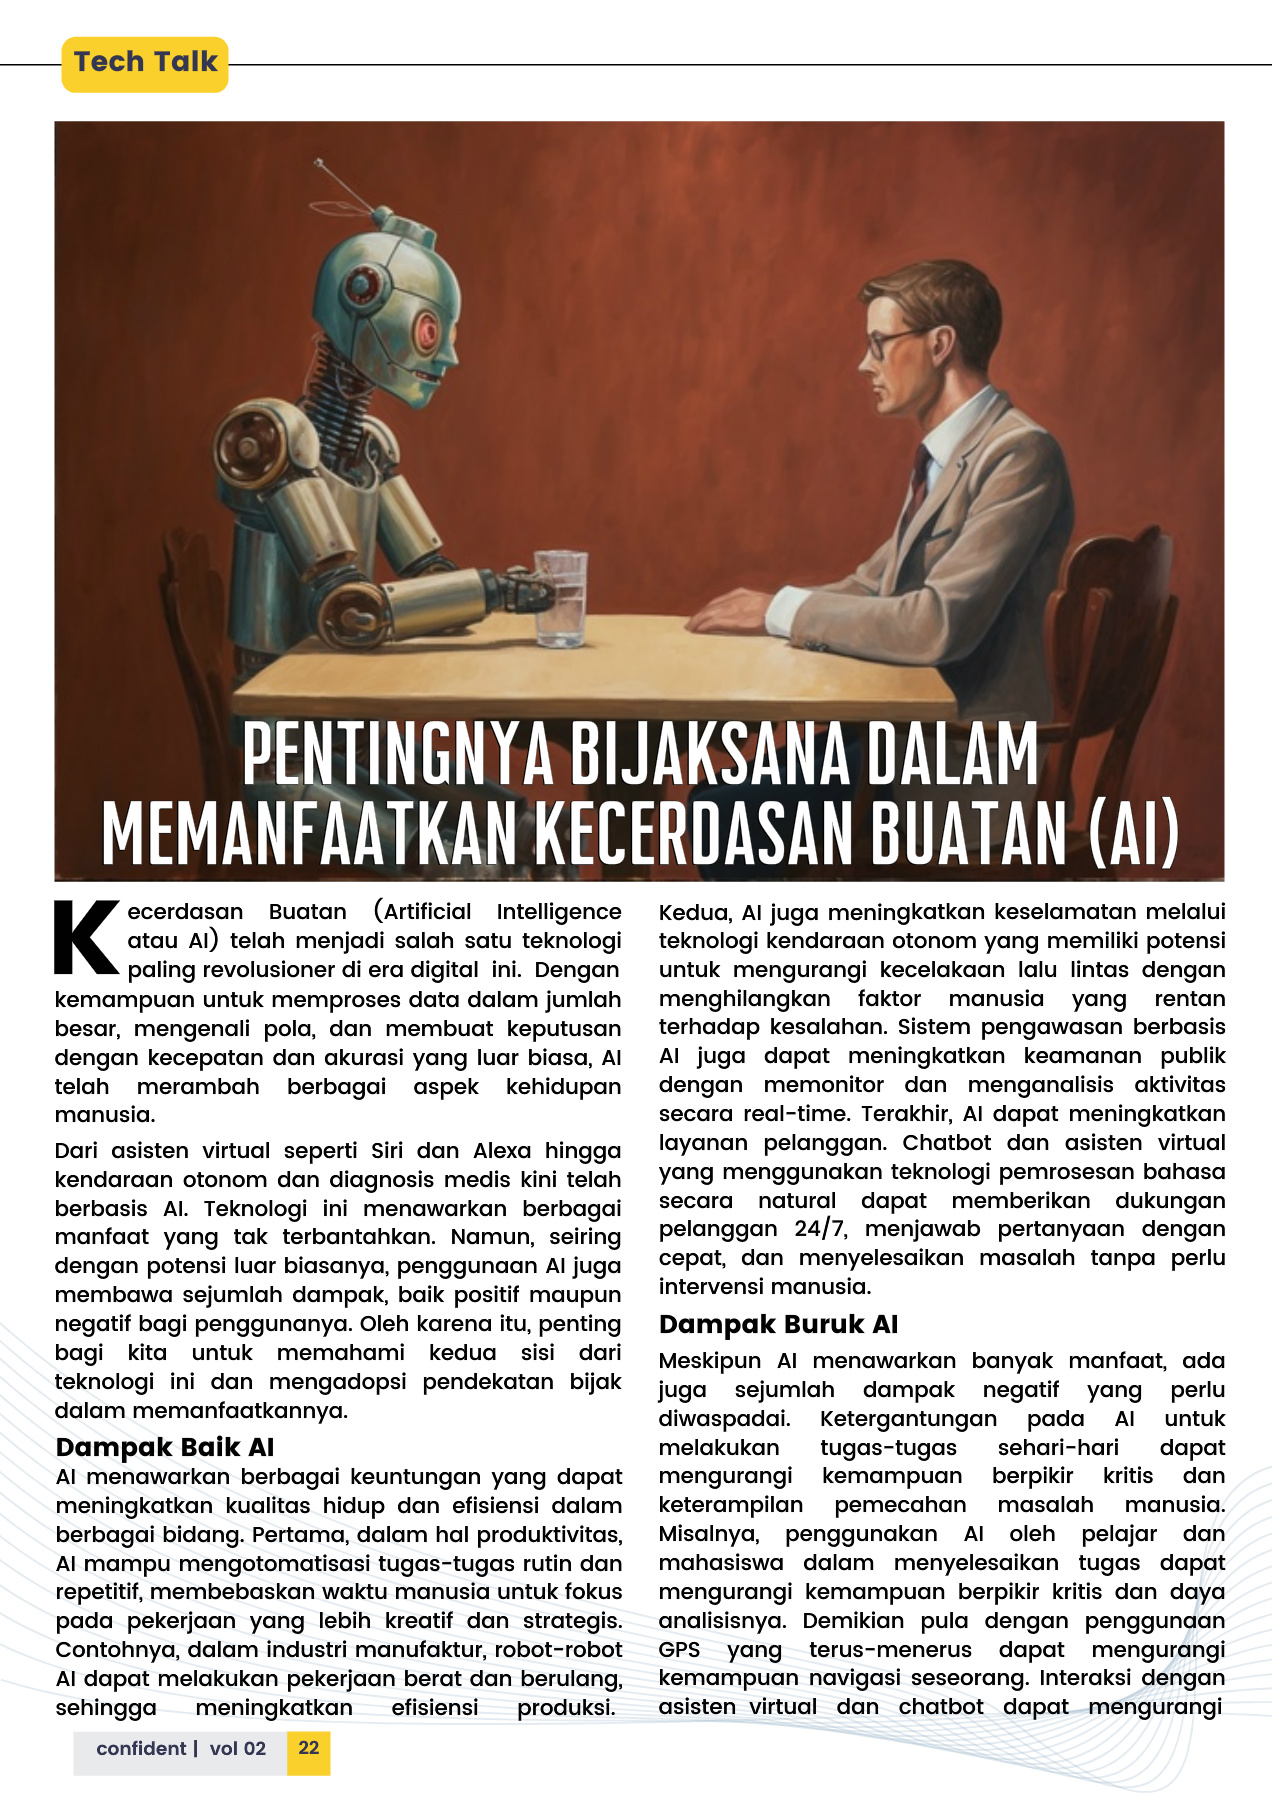 Tech Talk
PENTINGNYA BIJAKSANA DALAM
MEMANFAATKAN KECERDASAN BUATAN (AI)
Kecerdasan Buatan (Artificial Intelligence
atau AI) telah menjadi salah satu teknologi
paling revolusioner di era digital ini. Dengan
kemampuan untuk memproses data dalam jumlah
besar, mengenali pola, dan membuat keputusan
dengan kecepatan dan akurasi yang luar biasa, AI
telah merambah berbagai aspek kehidupan
manusia.
Dari asisten virtual seperti Siri dan Alexa hingga
kendaraan otonom dan diagnosis medis kini telah
berbasis AI. Teknologi ini menawarkan berbagai
manfaat yang tak terbantahkan. Namun, seiring
dengan potensi luar biasanya, penggunaan AI juga
membawa sejumlah dampak, baik positif maupun
negatif bagi penggunanya. Oleh karena itu, penting
bagi kita untuk memahami kedua sisi dari
teknologi ini dan mengadopsi pendekatan bijak
dalam memanfaatkannya.
Dampak Baik AI
AI menawarkan berbagai keuntungan yang dapat
meningkatkan kualitas hidup dan efisiensi dalam
berbagai bidang. Pertama, dalam hal produktivitas,
AI mampu mengotomatisasi tugas-tugas rutin dan
repetitif, membebaskan waktu manusia untuk fokus
pada pekerjaan yang lebih kreatif dan strategis.
Contohnya, dalam industri manufaktur, robot-robot
AI dapat melakukan pekerjaan berat dan berulang,
sehingga meningkatkan efisiensi produksi.
Kedua, AI juga meningkatkan keselamatan melalui
teknologi kendaraan otonom yang memiliki potensi
untuk mengurangi kecelakaan lalu lintas dengan
menghilangkan faktor manusia yang rentan
terhadap kesalahan. Sistem pengawasan berbasis
AI juga dapat meningkatkan keamanan publik
dengan memonitor dan menganalisis aktivitas
secara real-time. Terakhir, AI dapat meningkatkan
layanan pelanggan. Chatbot dan asisten virtual
yang menggunakan teknologi pemrosesan bahasa
secara natural dapat memberikan dukungan
pelanggan 24/7, menjawab pertanyaan dengan
cepat, dan menyelesaikan masalah tanpa perlu
intervensi manusia.
Dampak Buruk AI
Meskipun AI menawarkan banyak manfaat, ada
juga sejumlah dampak negatif yang perlu
diwaspadai. Ketergantungan pada AI untuk
melakukan tugas-tugas sehari-hari dapat
mengurangi kemampuan berpikir kritis dan
keterampilan pemecahan masalah manusia.
Misalnya, penggunakan AI oleh pelajar dan
mahasiswa dalam menyelesaikan tugas dapat
mengurangi kemampuan berpikir kritis dan daya
analisisnya. Demikian pula dengan penggunaan
GPS yang terus-menerus dapat mengurangi
kemampuan navigasi seseorang. Interaksi dengan
asisten virtual dan chatbot dapat mengurangi
confident | vol 02 22